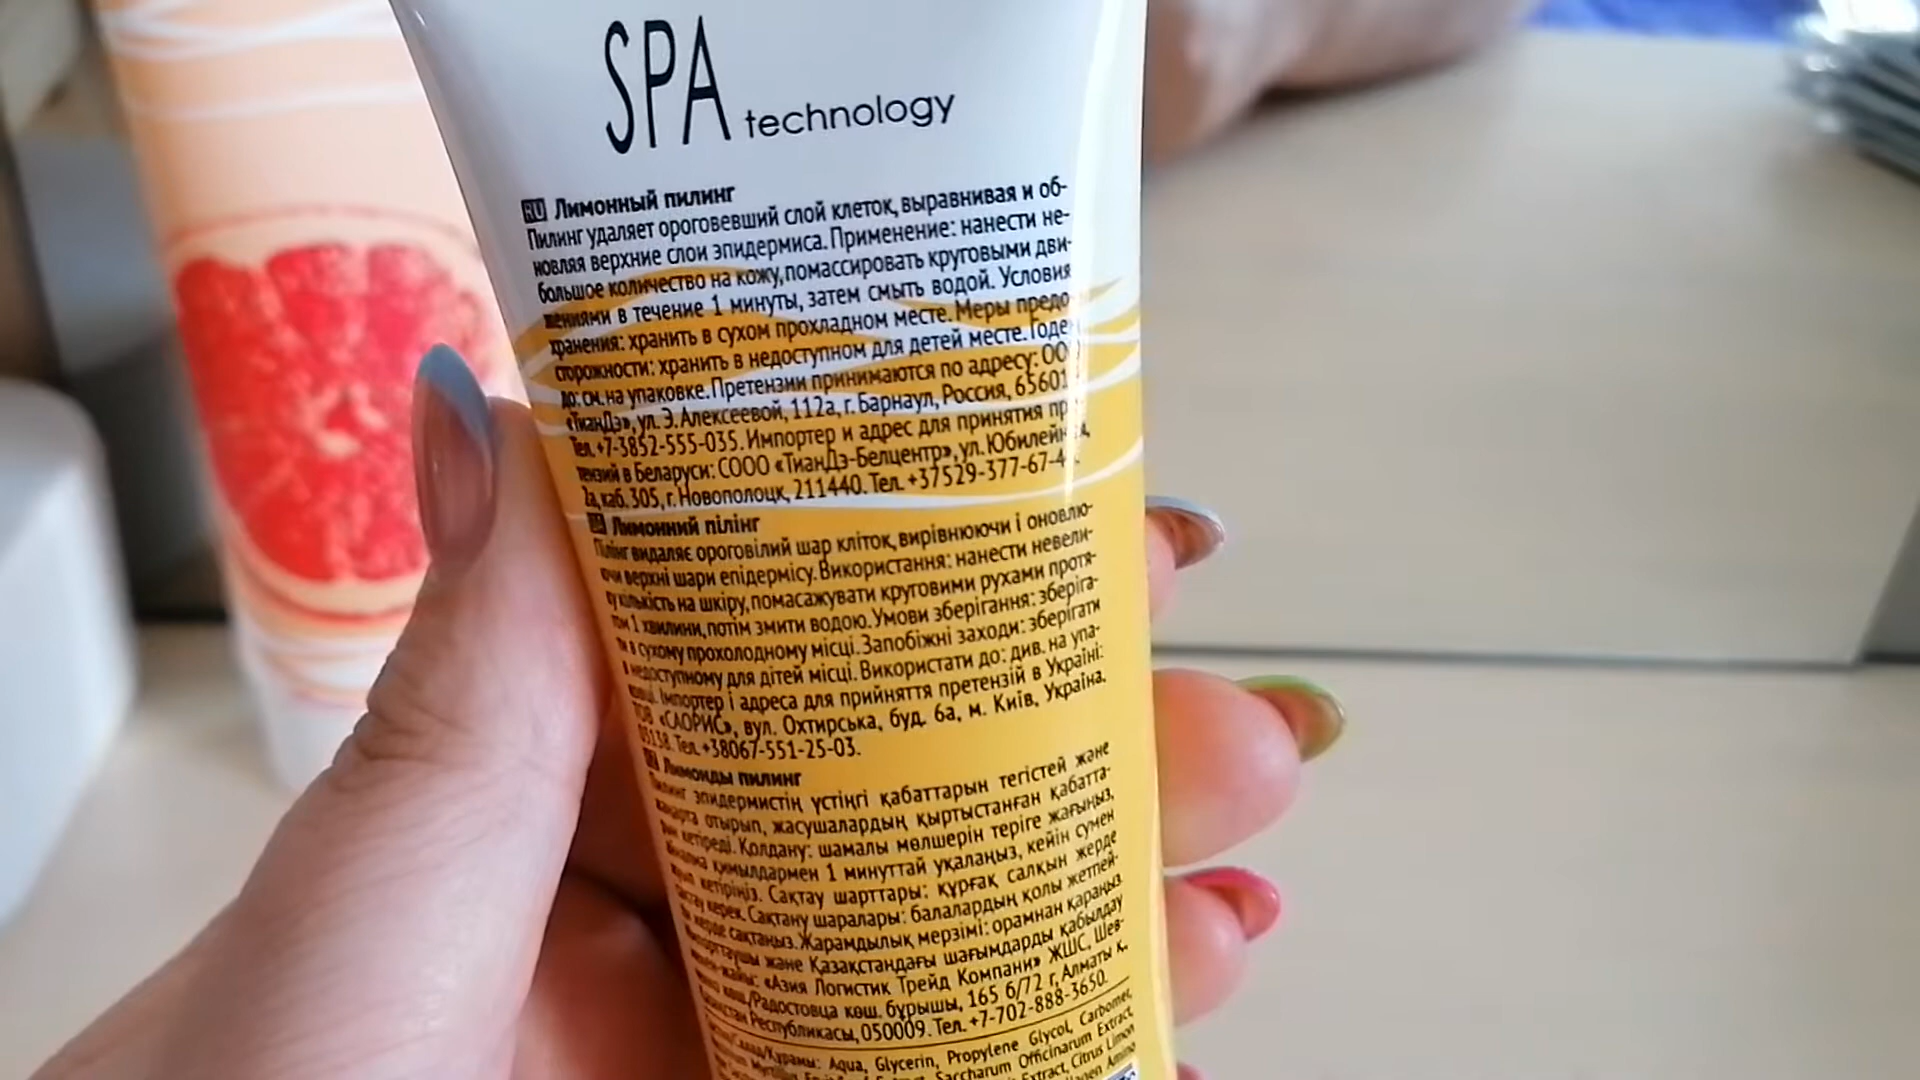 SPA technology
RU Лимонный пилинг
Пилинг удаляет ороговевший слой клеток, выравнивая и об-
новляя верхние слои эпидермиса. Применение: нанести не-
большое количество на кожу, помассировать круговыми дви-
жениями в течение 1 минуты, затем смыть водой. Условия
хранения: хранить в сухом прохладном месте. Меры предо
сторожности: хранить в недоступном для детей месте. Годе
до: см. на упаковке. Претензии принимаются по адресу: ОО
«ТианДэ», ул. Э. Алексеевой, 112а, г. Барнаул, Россия, 65601
Тел. +7-3852-555-035. Импортер и адрес для принятия пр
тензий в Беларуси: СООО «ТианДэ-Белцентр», ул. Юбилейн
2а, каб. 305, г. Новополоцк, 211440. Тел. +37529-377-67-4
Лимонний пілінг
Пілінг видаляє ороговілий шар кліток, вирівнюючи і оновлю-
ючи верхні шари епідермісу. Використання: нанести невели-
ку кількість на шкіру, помасажувати круговими рухами протя-
гом 1 хвилини, потім змити водою. Умови зберігання: зберіга-
ти в сухому прохолодному місці. Запобіжні заходи: зберігати
в недоступному для дітей місці. Використати до: див. на упа-
ковці. Імпортер і адреса для прийняття претензій в Україні:
ТОВ «САОРИС», вул. Охтирська, буд. 6а, м. Київ, Україна,
03138. Тел. +38067-551-25-03.
Лимонды пилинг
Пилинг эпидермистің үстіңгі қабаттарын тегістей және
жаңарта отырып, жасушалардың қыртыстанған қабатта-
рын кетіреді. Қолдану: шамалы мөлшерін теріге жағыңыз,
айналма қимылдармен 1 минуттай уқалаңыз, кейін сумен
жуып кетіріңіз. Сақтау шарттары: құрғақ салқын жерде
сақтау керек. Сақтану шаралары: балалардың қолы жетпей-
тін жерде сақтаңыз. Жарамдылық мерзімі: орамнан қараңыз.
Импорттаушы және Қазақстандағы шағымдарды қабылдау
мекен-жайы: «Азия Логистик Трейд Компани» ЖШС, Шев-
ченко көш./Радостовца көш. бұрышы, 165 б/72 г, Алматы қ.,
Қазақстан Республикасы, 050009. Тел. +7-702-888-3650.
Склад/Құрамы: Aqua, Glycerin, Propylene Glycol, Carbomer,
Saccharum Officinarum Extract,
Extract, Citrus Limon
Amino